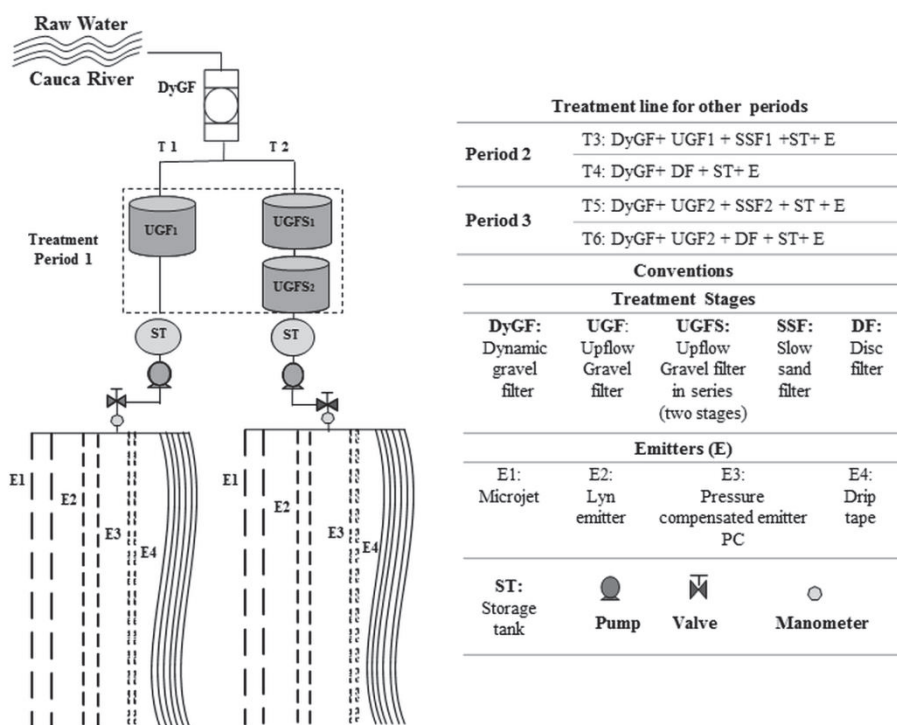 Raw Water
Cauca River
DyGF
T 1
T 2
Treatment
Period 1
UGF1
UGFS1
UGFS2
ST
ST
E1
E2
E3
E4
E1
E2
E3
E4
Treatment line for other periods
Period 2
T3: DyGF+ UGF1 + SSF1 +ST+ E
T4: DyGF+ DF + ST+ E
Period 3
T5: DyGF+ UGF2 + SSF2 + ST + E
T6: DyGF+ UGF2 + DF + ST+ E
Conventions
Treatment Stages
DyGF:
Dynamic
gravel
filter
UGF:
Upflow
Gravel
filter
UGFS:
Upflow
Gravel filter
in series
(two stages)
SSF:
Slow
sand
filter
DF:
Disc
filter
Emitters (E)
E1:
Microjet
E2:
Lyn
emitter
E3:
Pressure
compensated emitter
PC
E4:
Drip
tape
ST:
Storage
tank
Pump
Valve
Manometer